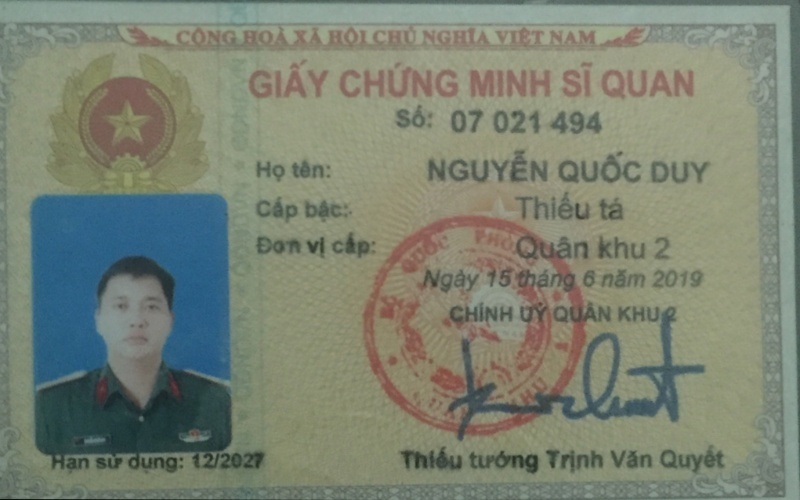 CỘNG HOÀ XÃ HỘI CHỦ NGHĨA VIỆT NAM
GIẤY CHỨNG MINH SĨ QUAN
Số: 07 021 494
Họ tên: NGUYỄN QUỐC DUY
Cấp bậc: Thiếu tá
Đơn vị cấp: Quân khu 2
Ngày 15 tháng 6 năm 2019
CHÍNH UỶ QUÂN KHU 2
Thiếu tướng Trịnh Văn Quyết
Hạn sử dụng: 12/2027